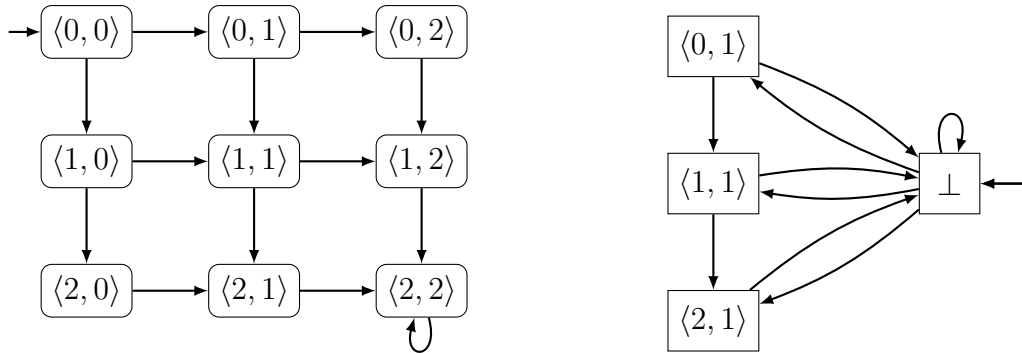 ⟨0, 0⟩ ⟨0, 1⟩ ⟨0, 2⟩
⟨1, 0⟩ ⟨1, 1⟩ ⟨1, 2⟩
⟨2, 0⟩ ⟨2, 1⟩ ⟨2, 2⟩
⟨0, 1⟩
⟨1, 1⟩ ⊥
⟨2, 1⟩